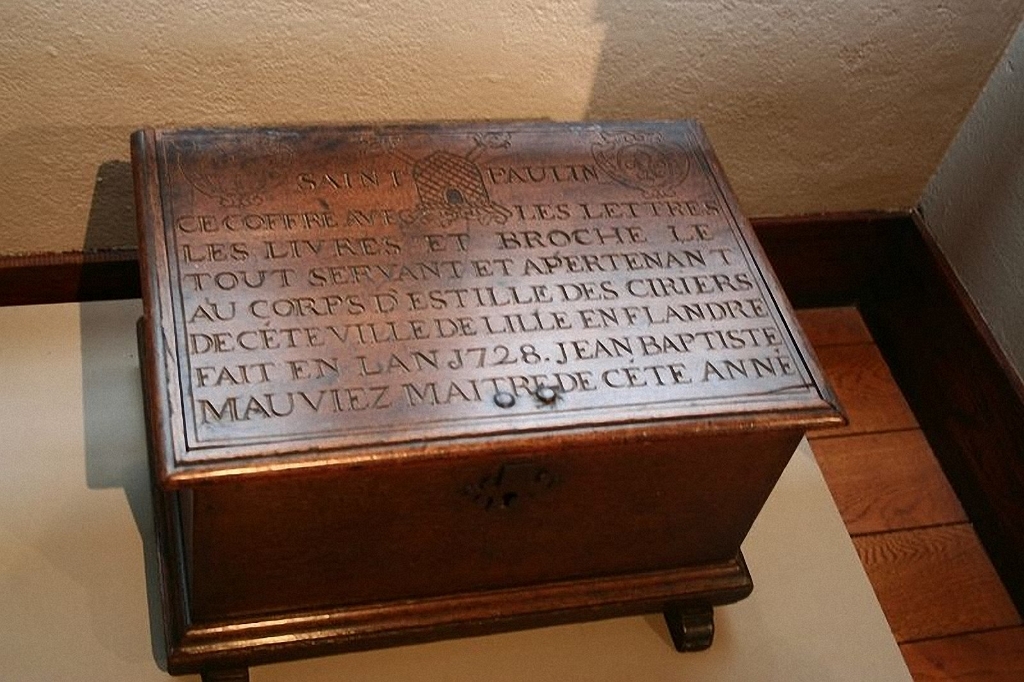 SAINT PAULIN
CE COFFRE AVEC LES LETTRES
LES LIVRES ET BROCHE LE
TOUT SERVANT ET APERTENANT
AU CORPS D'ESTILLE DES CIRIERS
DE CÉTE VILLE DE LILLE EN FLANDRE
FAIT EN LAN J728. JEAN BAPTISTE
MAUVIEZ MAITRE DE CÉTE ANNÉ